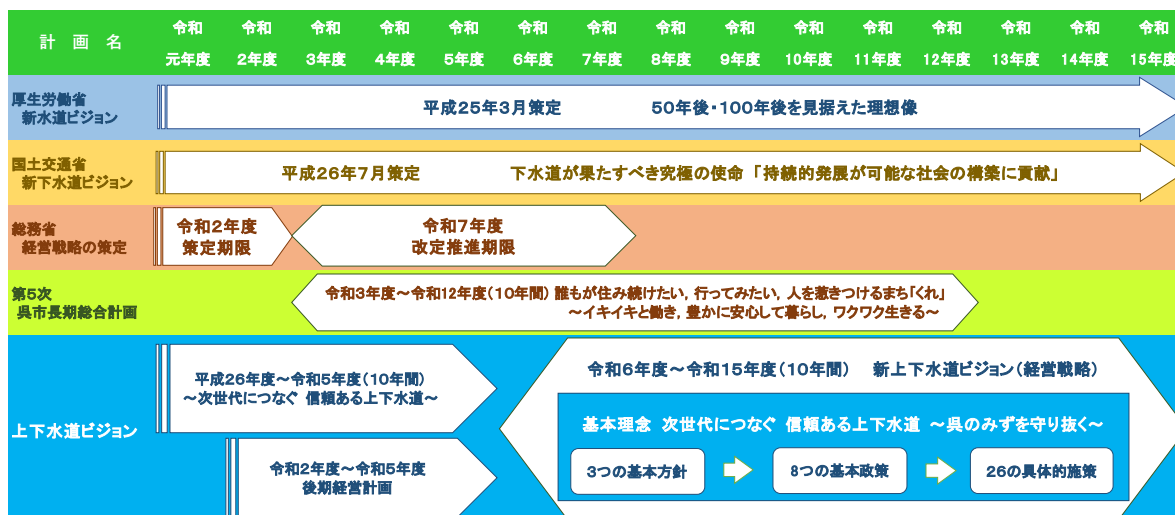 計 画 名
令和 令和 令和 令和 令和 令和 令和 令和 令和 令和 令和 令和 令和 令和 令和
元年度 2年度 3年度 4年度 5年度 6年度 7年度 8年度 9年度 10年度 11年度 12年度 13年度 14年度 15年度
厚生労働省
新水道ビジョン
平成25年3月策定 50年後・100年後を見据えた理想像
国土交通省
新下水道ビジョン
平成26年7月策定 下水道が果たすべき究極の使命 「持続的発展が可能な社会の構築に貢献」
総務省
経営戦略の策定
令和2年度
策定期限
令和7年度
改定推進期限
第5次
呉市長期総合計画
令和3年度～令和12年度(10年間) 誰もが住み続けたい, 行ってみたい, 人を惹きつけるまち「くれ」
～イキイキと働き, 豊かに安心して暮らし, ワクワク生きる～
上下水道ビジョン
平成26年度～令和5年度(10年間)
～次世代につなぐ 信頼ある上下水道～
令和2年度～令和5年度
後期経営計画
令和6年度～令和15年度(10年間) 新上下水道ビジョン(経営戦略)
基本理念 次世代につなぐ 信頼ある上下水道 ～呉のみずを守り抜く～
3つの基本方針
8つの基本政策
26の具体的施策